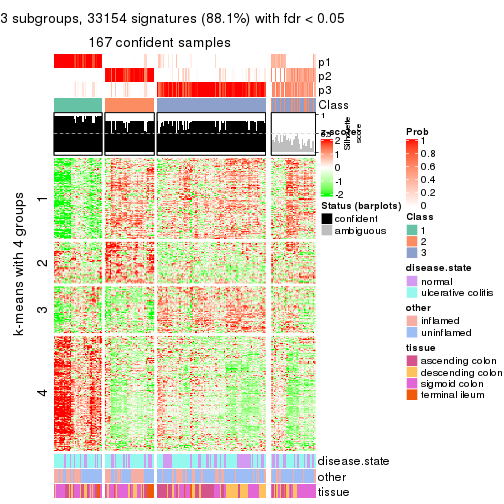 3 subgroups, 33154 signatures (88.1%) with fdr < 0.05
167 confident samples
p1
p2
p3
Class
1
0.5
0
Silhouette
score
z-score
2
1
0
-1
-2
Prob
1
0.8
0.6
0.4
0.2
0
Status (barplots)
confident
ambiguous
Class
1
2
3
disease.state
normal
ulcerative colitis
other
inflamed
uninflamed
tissue
ascending colon
descending colon
sigmoid colon
terminal ileum
k-means with 4 groups
1
2
3
4
disease.state
other
tissue